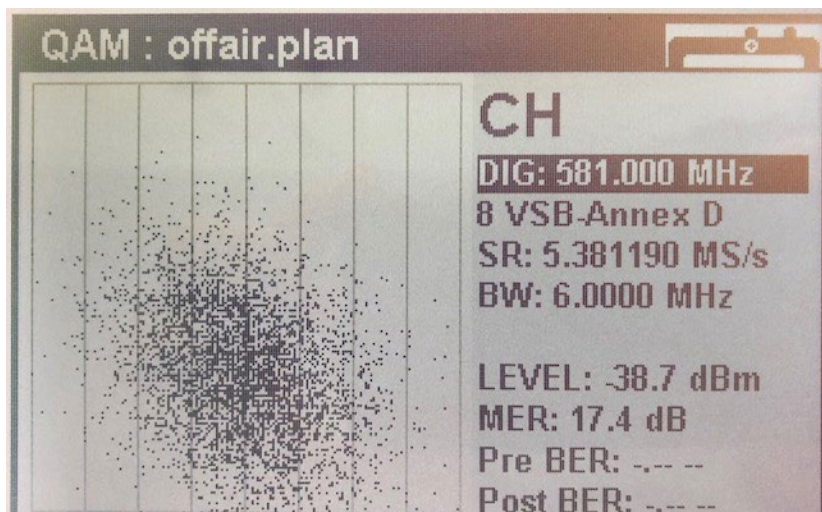 QAM : offair.plan
CH
DIG: 581.000 MHz
8 VSB-Annex D
SR: 5.381190 MS/s
BW: 6.0000 MHz
LEVEL: -38.7 dBm
MER: 17.4 dB
Pre BER: -.-- --
Post BER: -.-- --